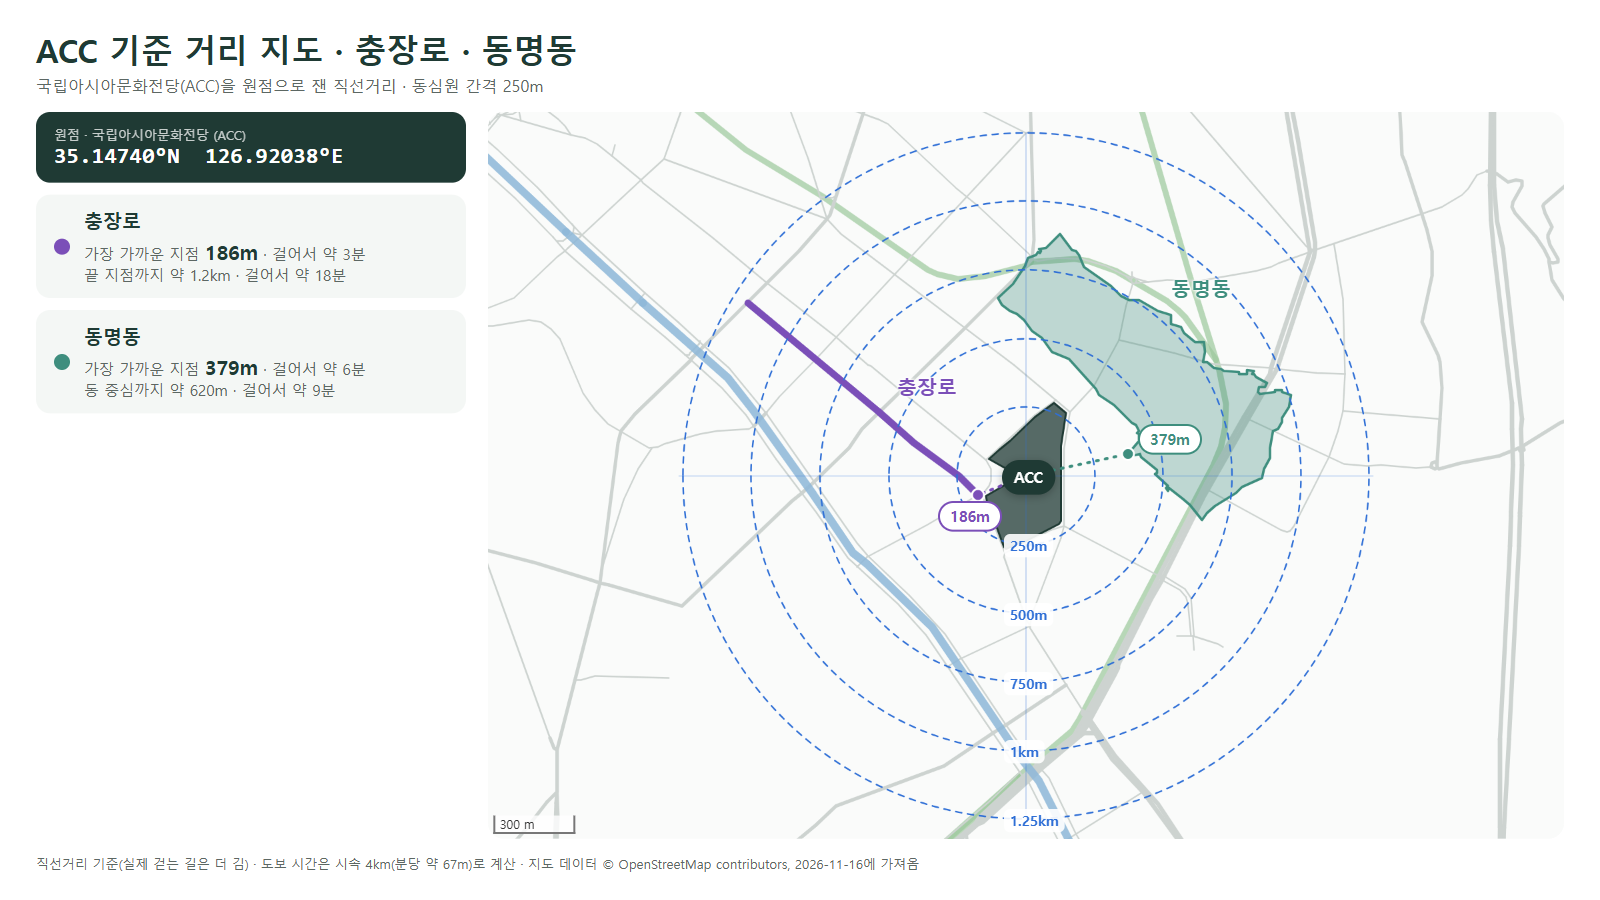 ACC 기준 거리 지도 · 충장로 · 동명동
국립아시아문화전당(ACC)을 원점으로 잰 직선거리 · 동심원 간격 250m
원점 · 국립아시아문화전당 (ACC)
35.14740°N  126.92038°E
충장로
가장 가까운 지점 186m · 걸어서 약 3분
끝 지점까지 약 1.2km · 걸어서 약 18분
동명동
가장 가까운 지점 379m · 걸어서 약 6분
동 중심까지 약 620m · 걸어서 약 9분
동명동
충장로
379m
ACC
186m
250m
500m
750m
1km
1.25km
300 m
직선거리 기준(실제 걷는 길은 더 김) · 도보 시간은 시속 4km(분당 약 67m)로 계산 · 지도 데이터 © OpenStreetMap contributors, 2026-11-16에 가져옴